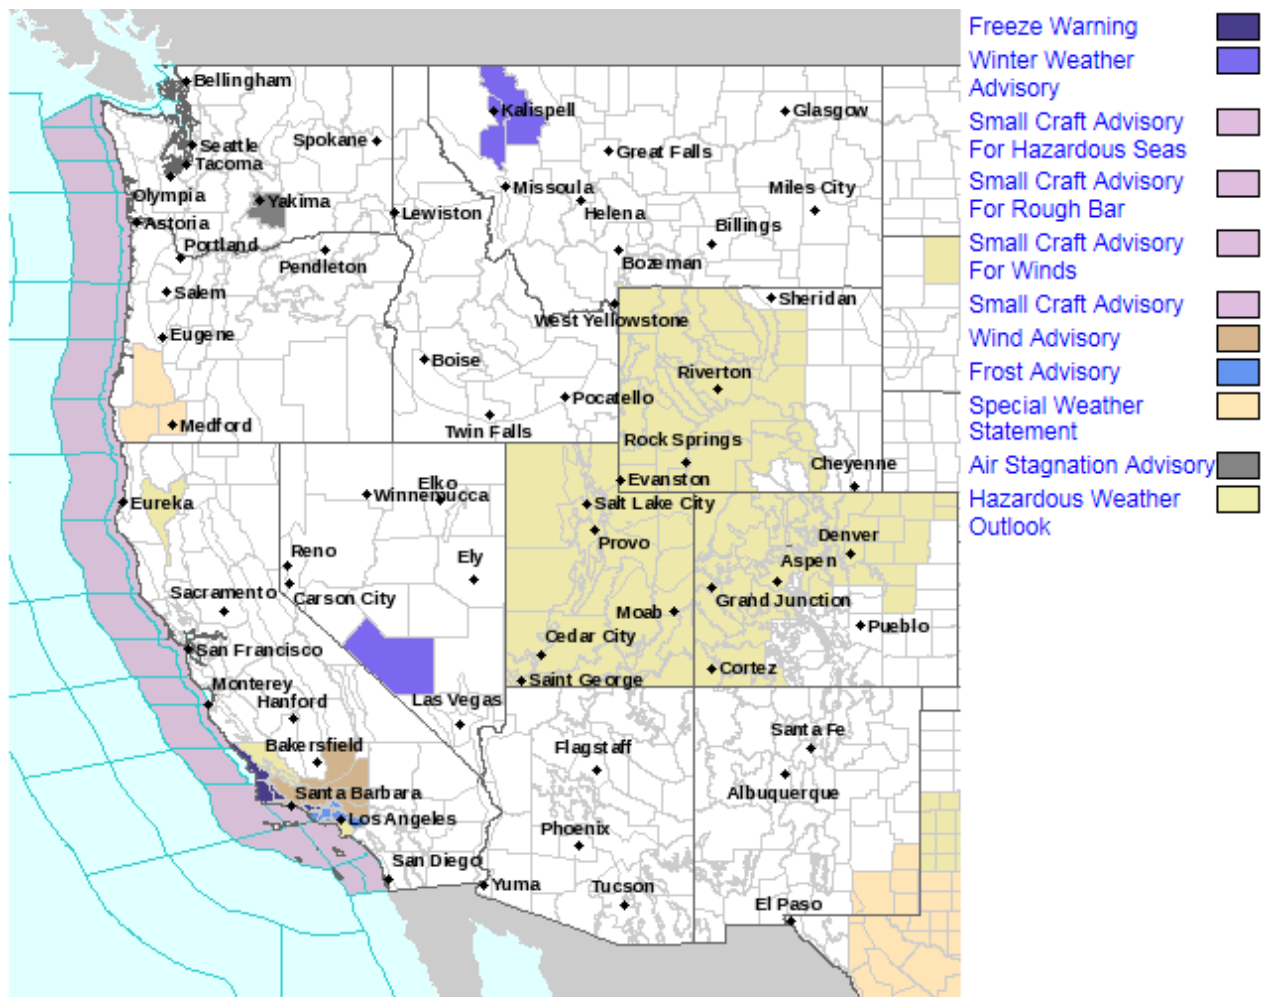 Freeze Warning
Winter Weather
Advisory
Small Craft Advisory
For Hazardous Seas
Small Craft Advisory
For Rough Bar
Small Craft Advisory
For Winds
Small Craft Advisory
Wind Advisory
Frost Advisory
Special Weather
Statement
Air Stagnation Advisory
Hazardous Weather
Outlook
Bellingham
Kalispell
Glasgow
Seattle
Spokane
Great Falls
Tacoma
Olympia
Yakima
Missoula
Miles City
Astoria
Lewiston
Helena
Billings
Portland
Pendleton
Bozeman
Salem
Sheridan
West Yellowstone
Eugene
Boise
Riverton
Pocatello
Medford
Twin Falls
Rock Springs
Cheyenne
Evanston
Elko
Winnemucca
Eureka
Salt Lake City
Provo
Denver
Reno
Ely
Aspen
Sacramento
Carson City
Moab
Grand Junction
Pueblo
San Francisco
Cedar City
Cortez
Monterey
Saint George
Hanford
Las Vegas
Bakersfield
Flagstaff
Santa Fe
Santa Barbara
Albuquerque
Los Angeles
Phoenix
San Diego
Yuma
Tucson
El Paso